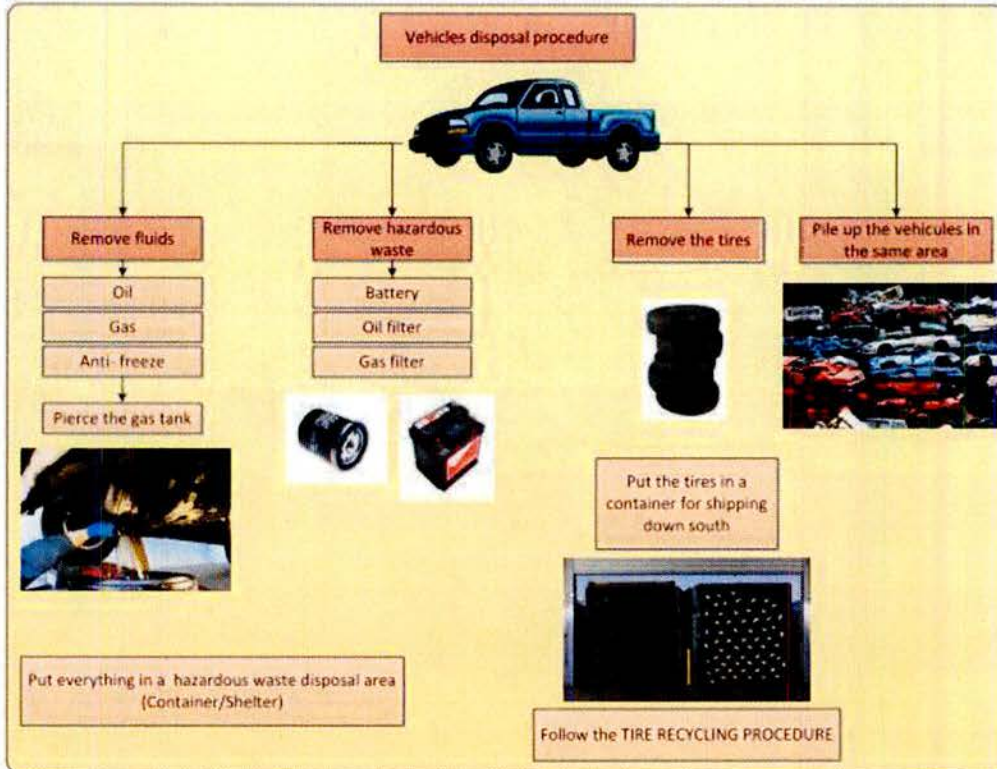 Vehicles disposal procedure
Remove fluids
Oil
Gas
Anti- freeze
Pierce the gas tank
Remove hazardous
waste
Battery
Oil filter
Gas filter
Remove the tires
Put the tires in a
container for shipping
down south
Pile up the vehicules in
the same area
Put everything in a hazardous waste disposal area
(Container/Shelter)
Follow the TIRE RECYCLING PROCEDURE